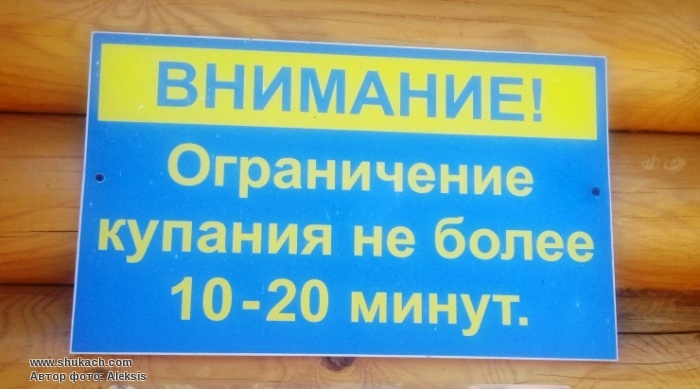 ВНИМАНИЕ!
Ограничение
купания не более
10-20 минут.
www.shukach.com
Автор фото: Aleksis